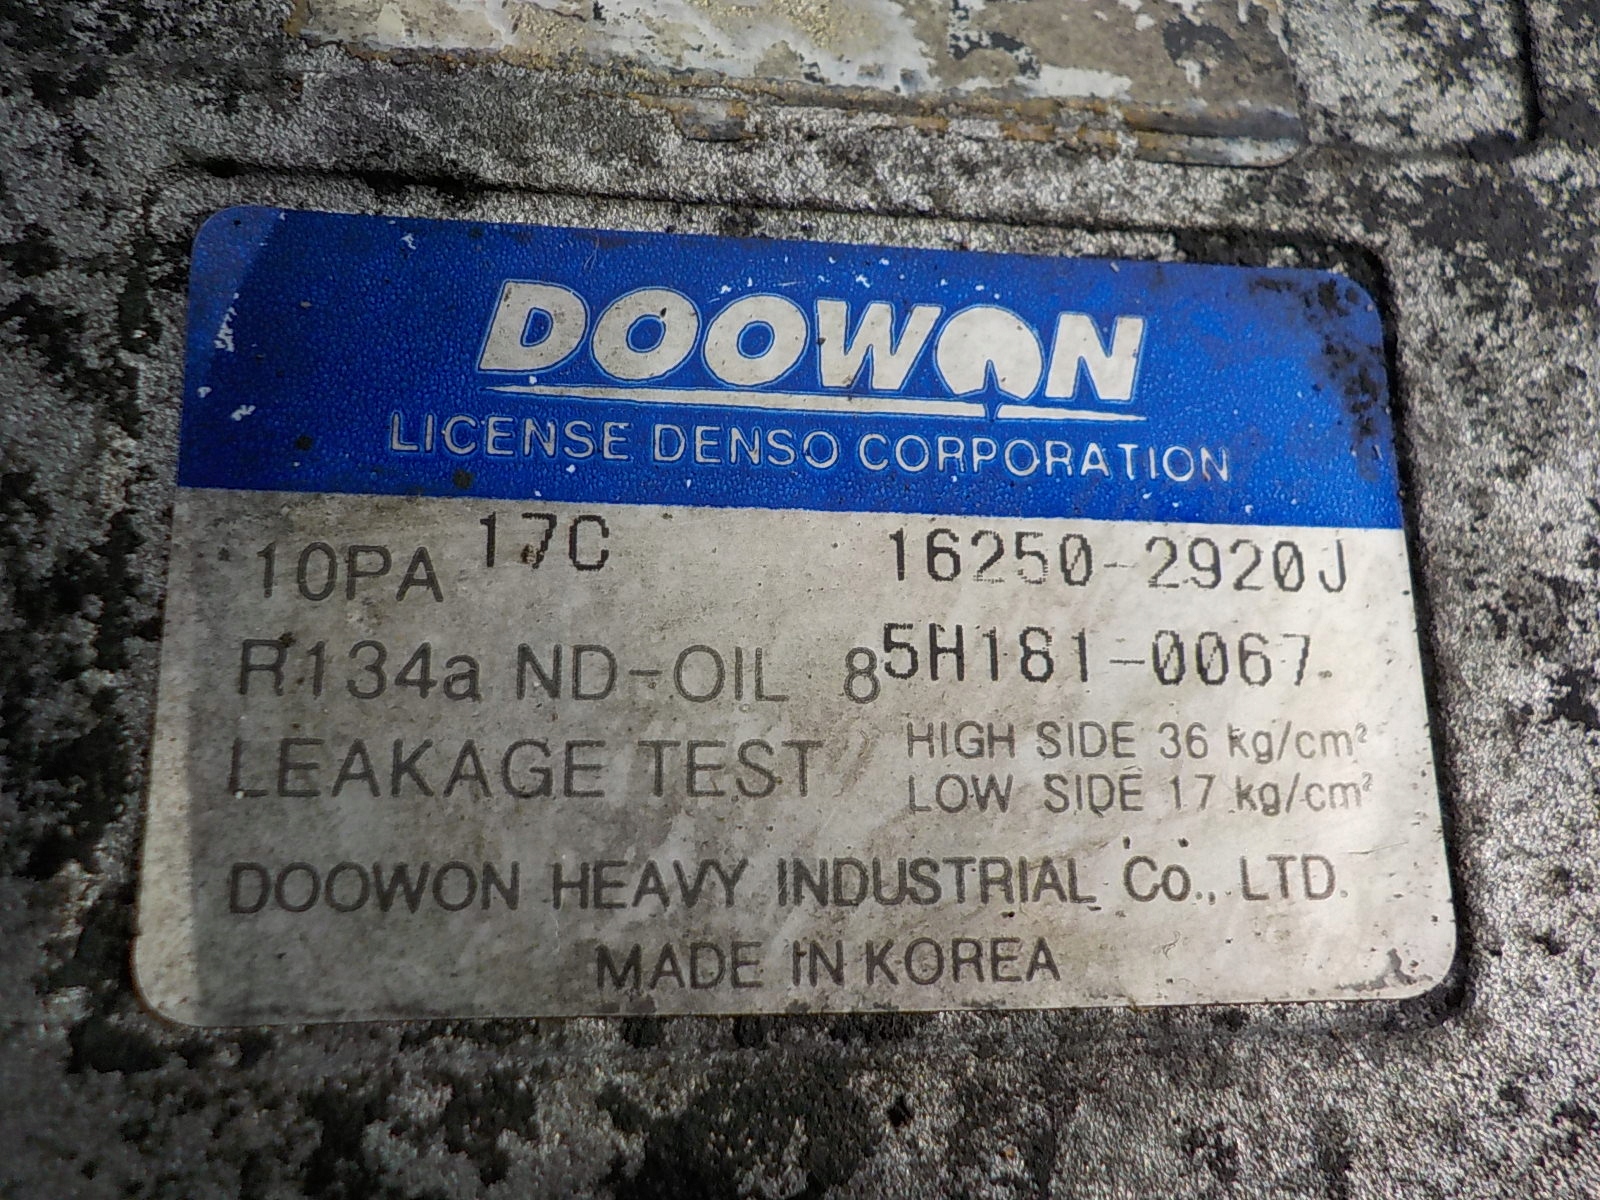 DOOWON
LICENSE DENSO CORPORATION
10PA 17C 16250-2920J
R134a ND-OIL 8 5H181-0067
LEAKAGE TEST HIGH SIDE 36 kg/cm²
LOW SIDE 17 kg/cm²
DOOWON HEAVY INDUSTRIAL Co., LTD.
MADE IN KOREA